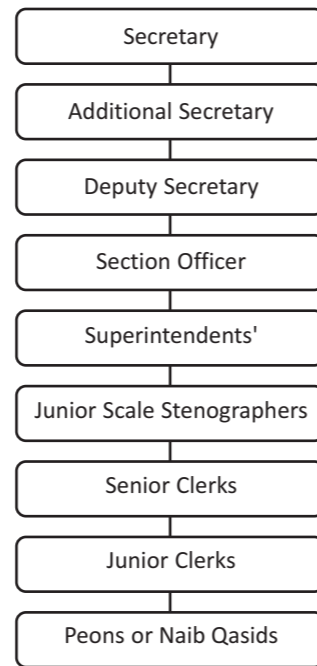 Secretary
Additional Secretary
Deputy Secretary
Section Officer
Superintendents'
Junior Scale Stenographers
Senior Clerks
Junior Clerks
Peons or Naib Qasids